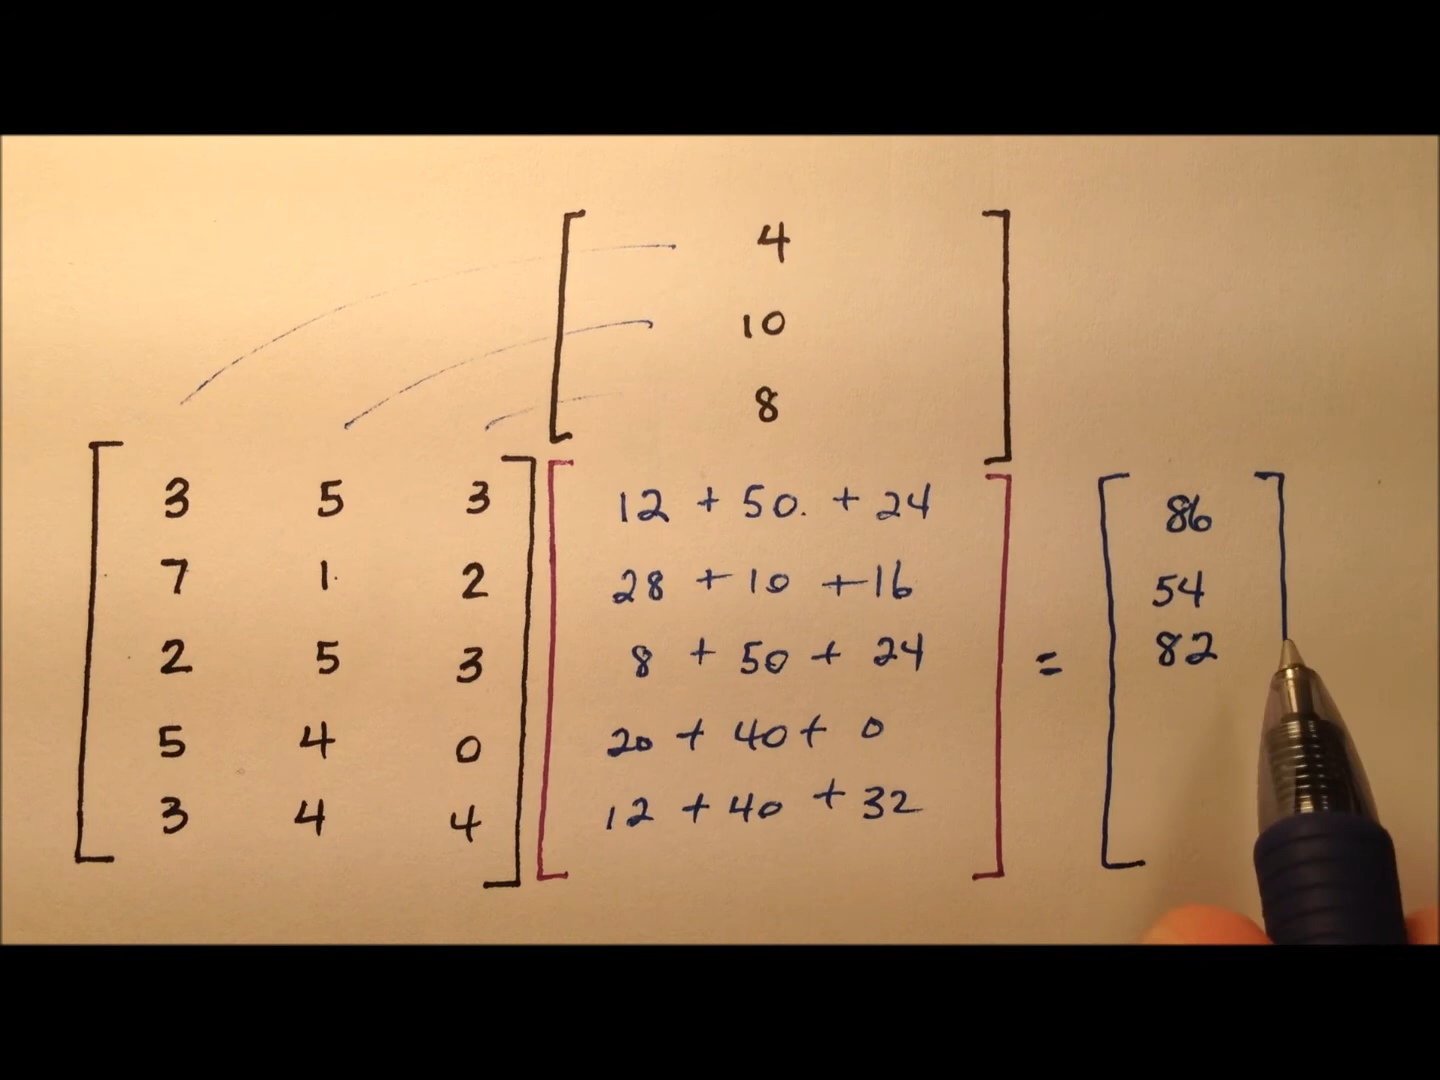 4
10
8
3 5 3 12 + 50. + 24 86
7 1. 2 28 + 10 + 16 54
2 5 3 8 + 50 + 24 = 82
5 4 0 20 + 40 + 0
3 4 4 12 + 40 + 32